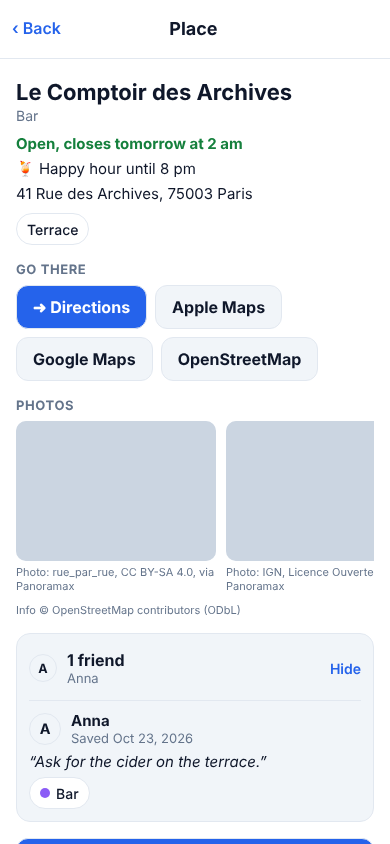 ‹ Back
Place
Le Comptoir des Archives
Bar
Open, closes tomorrow at 2 am
🍹 Happy hour until 8 pm
41 Rue des Archives, 75003 Paris
Terrace
GO THERE
➔ Directions
Apple Maps
Google Maps
OpenStreetMap
PHOTOS
Photo: rue_par_rue, CC BY-SA 4.0, via
Panoramax
Photo: IGN, Licence Ouverte
Panoramax
Info © OpenStreetMap contributors (ODbL)
A
1 friend
Anna
Hide
A
Anna
Saved Oct 23, 2026
“Ask for the cider on the terrace.”
Bar